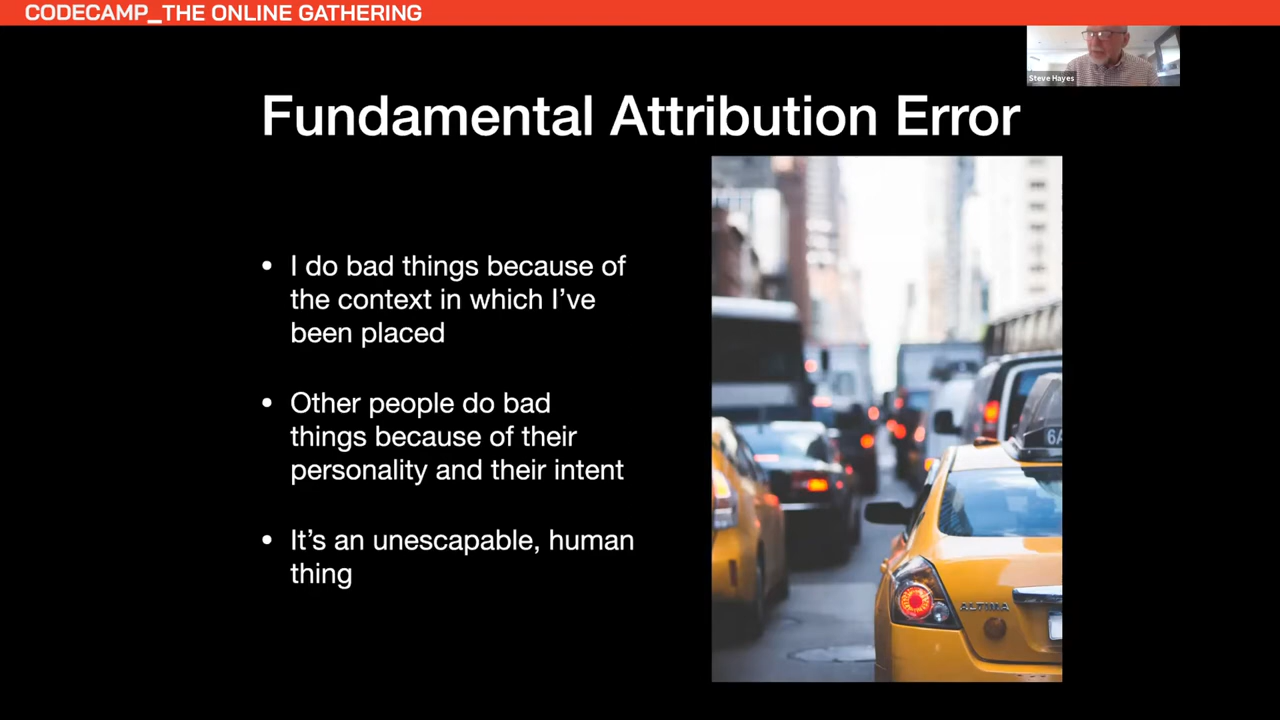 CODECAMP_THE ONLINE GATHERING
Steve Hayes
Fundamental Attribution Error
• I do bad things because of
the context in which I’ve
been placed
• Other people do bad
things because of their
personality and their intent
• It’s an unescapable, human
thing
6A
ALTIMA